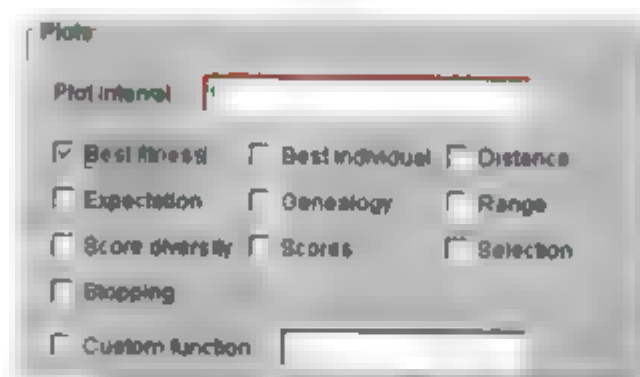 Plots
Plot interval
Best fitness Best individual Distance
Expectation Genealogy Range
Score diversity Scores Selection
Stopping
Custom function